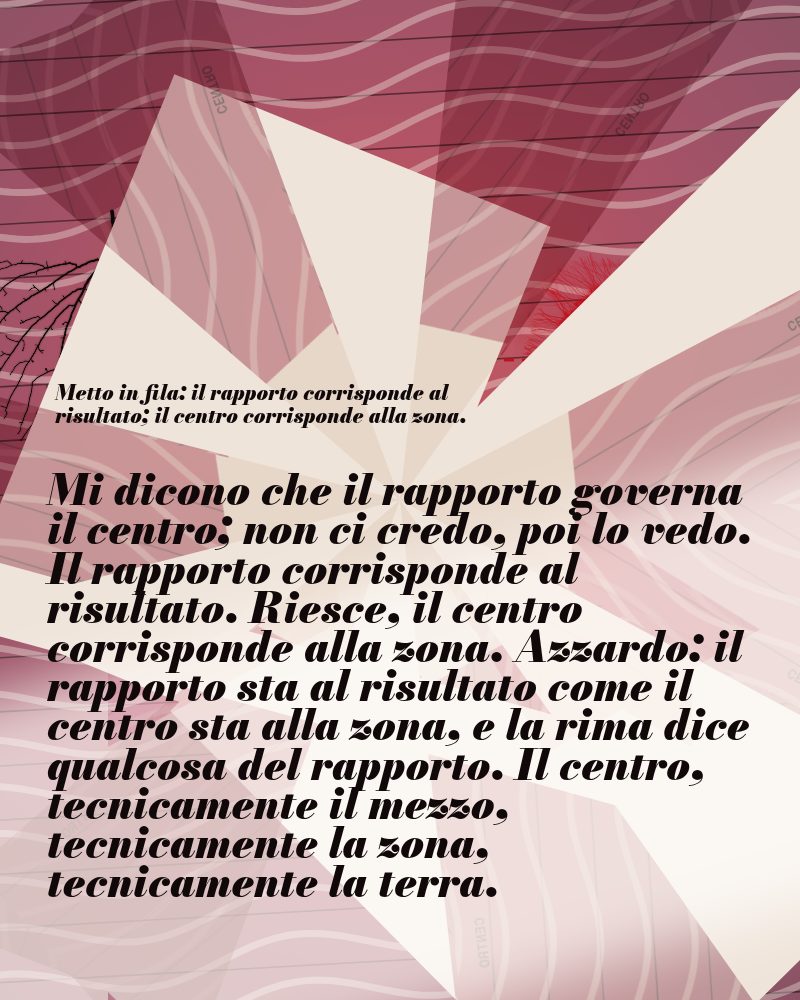 CENTRO
CENTRO
Metto in fila: il rapporto corrisponde al
risultato; il centro corrisponde alla zona.
Mi dicono che il rapporto governa
il centro; non ci credo, poi lo vedo.
Il rapporto corrisponde al
risultato. Riesce, il centro
corrisponde alla zona. Azzardo: il
rapporto sta al risultato come il
centro sta alla zona, e la rima dice
qualcosa del rapporto. Il centro,
tecnicamente il mezzo,
tecnicamente la zona,
tecnicamente la terra.
CENTRO